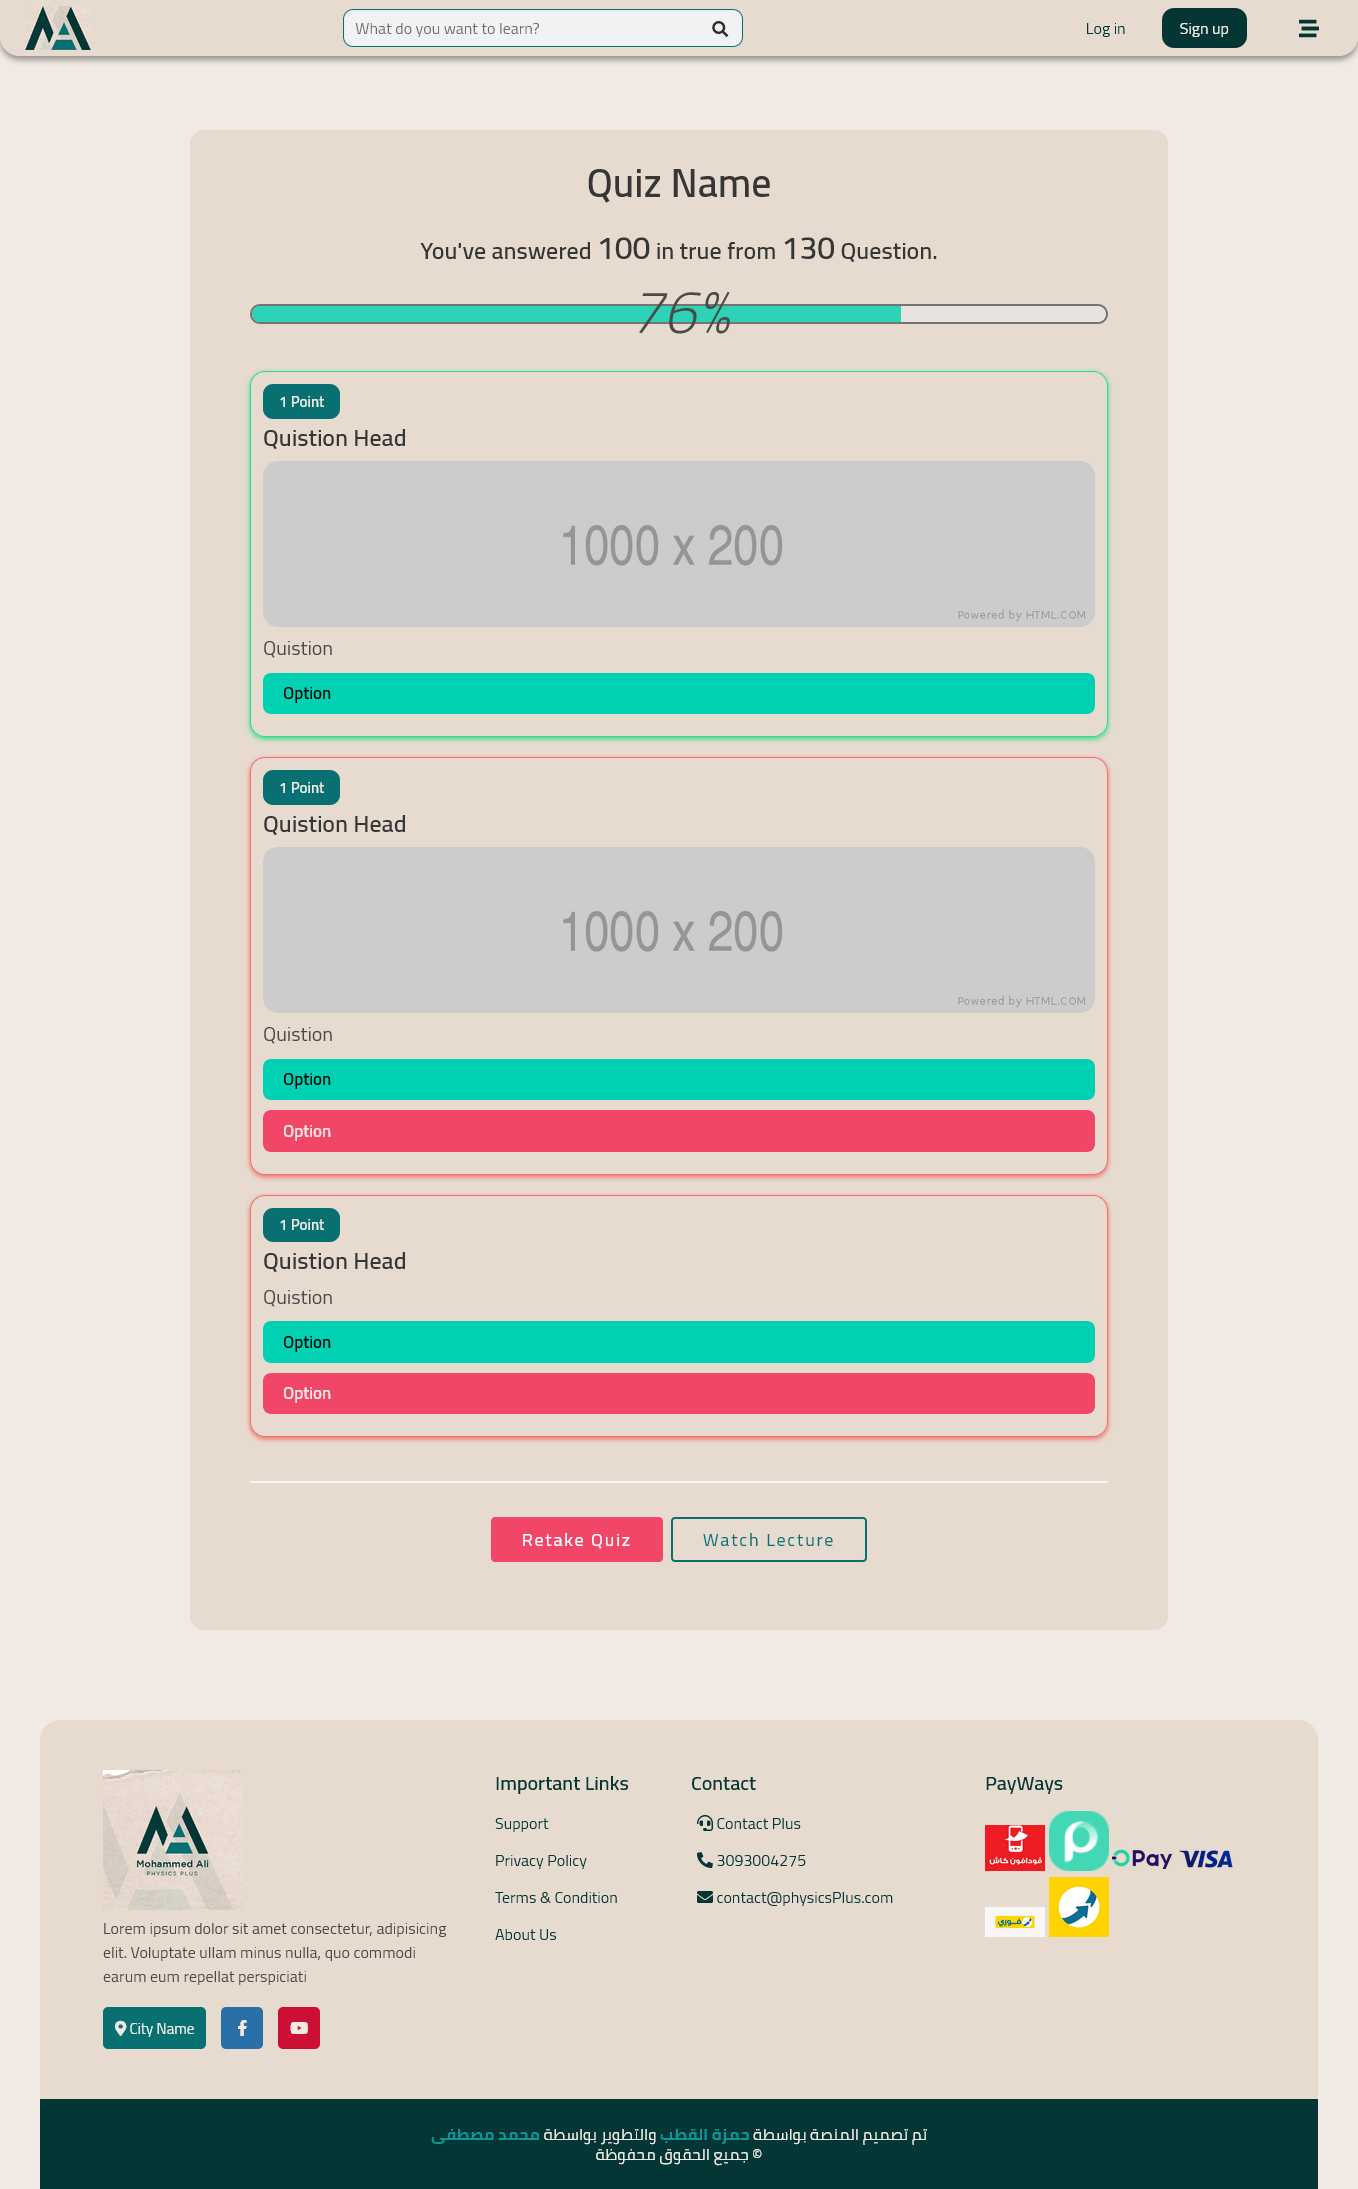 What do you want to learn?
Log in
Sign up
Quiz Name
You've answered 100 in true from 130 Question.
76%
1 Point
Quistion Head
1000 x 200
Powered by HTML.COM
Quistion
Option
1 Point
Quistion Head
1000 x 200
Powered by HTML.COM
Quistion
Option
Option
1 Point
Quistion Head
Quistion
Option
Option
Retake Quiz
Watch Lecture
Mohammed Ali
PHYSICS PLUS
Lorem ipsum dolor sit amet consectetur, adipisicing
elit. Voluptate ullam minus nulla, quo commodi
earum eum repellat perspiciati
City Name
Important Links
Support
Privacy Policy
Terms & Condition
About Us
Contact
Contact Plus
3093004275
contact@physicsPlus.com
PayWays
ڤودافون كاش
Pay
VISA
فوري
تم تصميم المنصة بواسطة حمزة القطب والتطوير بواسطة محمد مصطفى
© جميع الحقوق محفوظة